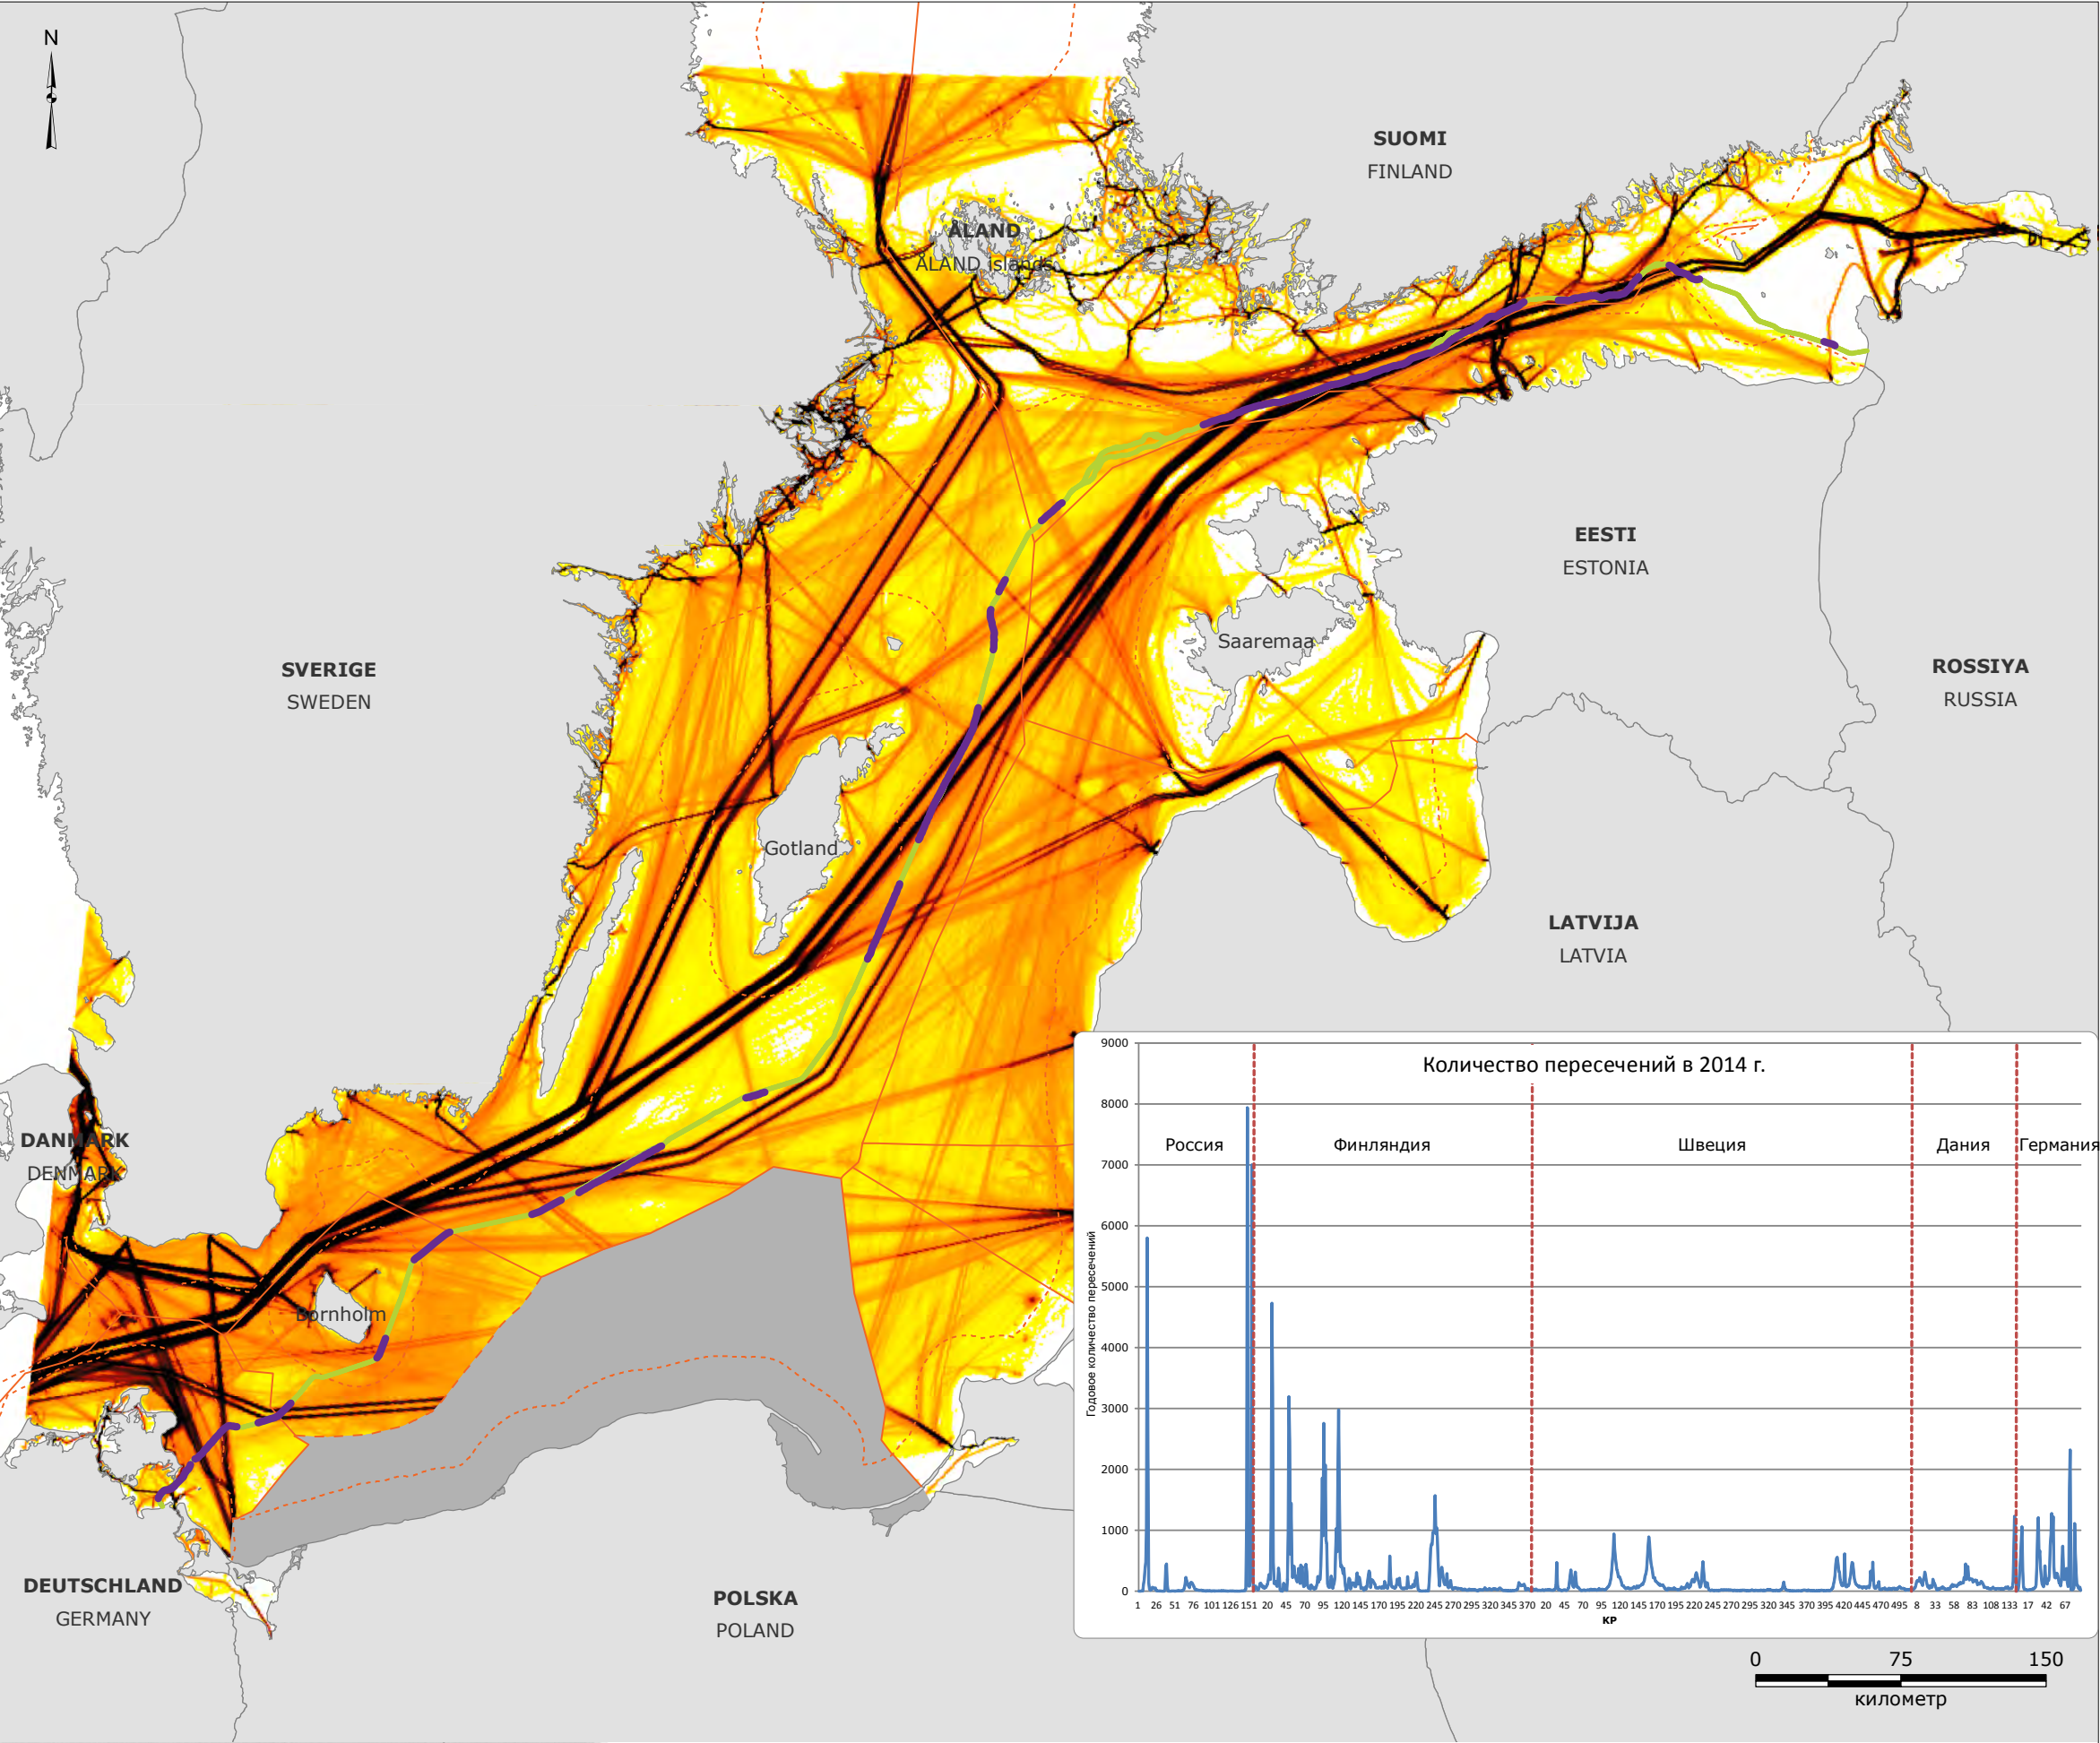 N
SUOMI
FINLAND
ÅLAND
ÅLAND islands
EESTI
ESTONIA
Saaremaa
SVERIGE
SWEDEN
ROSSIYA
RUSSIA
Gotland
LATVIJA
LATVIA
DANMARK
DENMARK
Bornholm
DEUTSCHLAND
GERMANY
POLSKA
POLAND
Количество пересечений в 2014 г.
Россия Финляндия Швеция Дания Германия
Годовое количество пересечений
9000
8000
7000
6000
5000
4000
3000
2000
1000
0
1 26 51 76 101 126 151 20 45 70 95 120 145 170 195 220 245 270 295 320 345 370 20 45 70 95 120 145 170 195 220 245 270 295 320 345 370 395 420 445 470 495 8 33 58 83 108 133 17 42 67
KP
0 75 150
километр